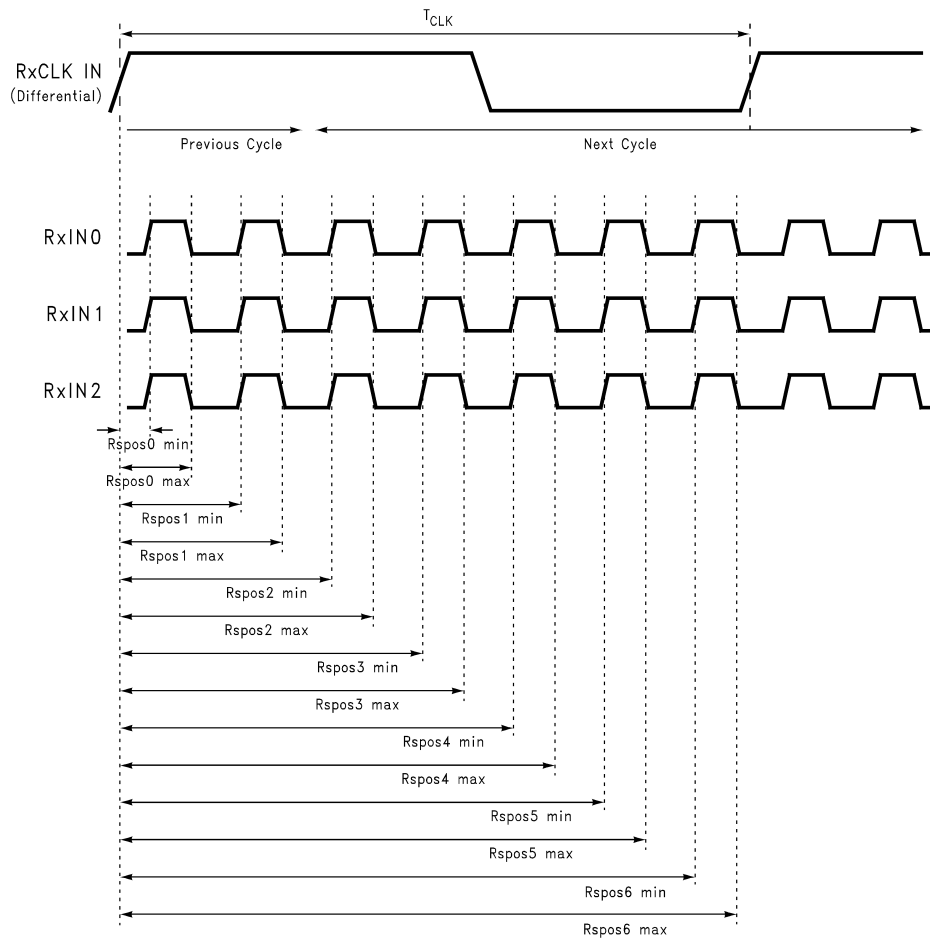 TCLK
RxCLK IN
(Differential)
Previous Cycle
Next Cycle
RxIN0
RxIN1
RxIN2
Rspos0 min
Rspos0 max
Rspos1 min
Rspos1 max
Rspos2 min
Rspos2 max
Rspos3 min
Rspos3 max
Rspos4 min
Rspos4 max
Rspos5 min
Rspos5 max
Rspos6 min
Rspos6 max